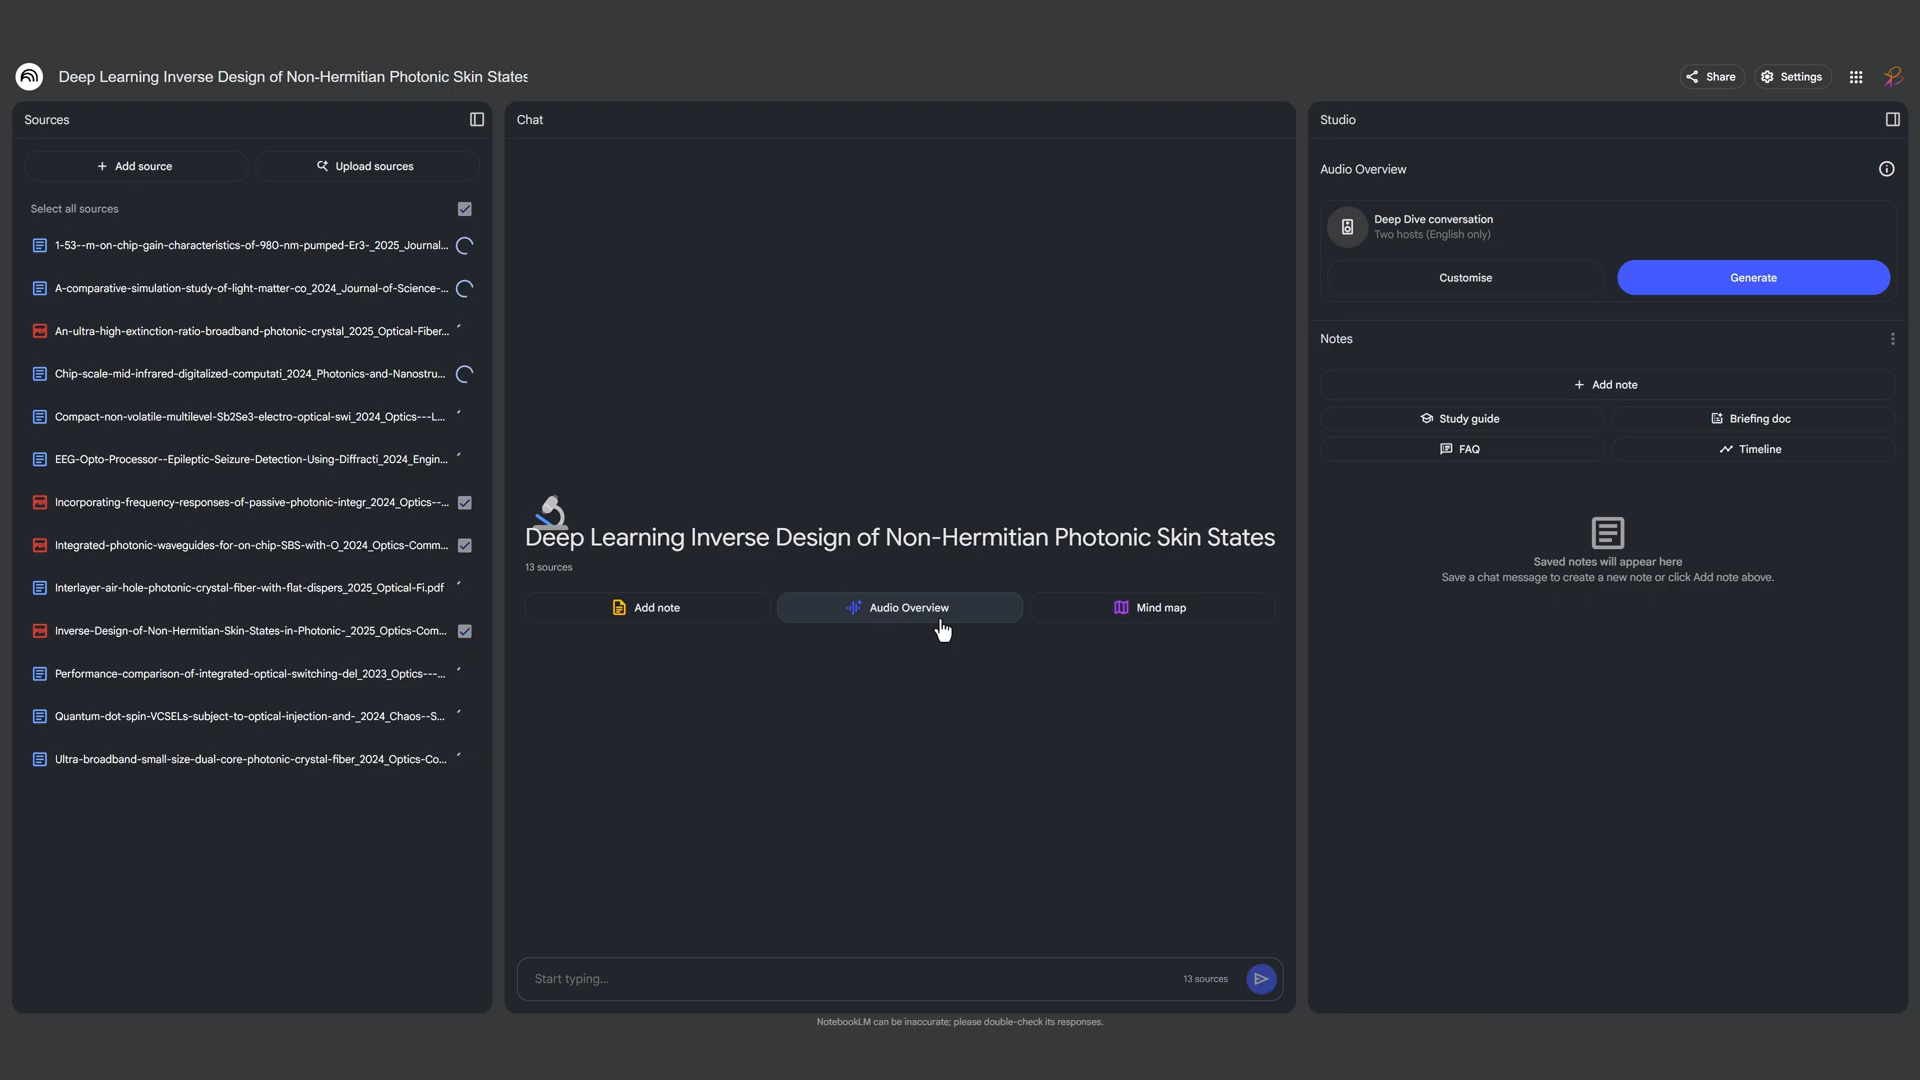 Deep Learning Inverse Design of Non-Hermitian Photonic Skin States
Share
Settings
Sources
Add source
Upload sources
Select all sources
1-53--m-on-chip-gain-characteristics-of-980-nm-pumped-Er3-_2025_Journal...
A-comparative-simulation-study-of-light-matter-co_2024_Journal-of-Science-...
PDF An-ultra-high-extinction-ratio-broadband-photonic-crystal_2025_Optical-Fiber...
Chip-scale-mid-infrared-digitalized-computati_2024_Photonics-and-Nanostru...
Compact-non-volatile-multilevel-Sb2Se3-electro-optical-swi_2024_Optics---L...
EEG-Opto-Processor--Epileptic-Seizure-Detection-Using-Diffracti_2024_Engin...
PDF Incorporating-frequency-responses-of-passive-photonic-integr_2024_Optics--...
PDF Integrated-photonic-waveguides-for-on-chip-SBS-with-O_2024_Optics-Comm...
Interlayer-air-hole-photonic-crystal-fiber-with-flat-dispers_2025_Optical-Fi.pdf
PDF Inverse-Design-of-Non-Hermitian-Skin-States-in-Photonic-_2025_Optics-Com...
Performance-comparison-of-integrated-optical-switching-del_2023_Optics---...
Quantum-dot-spin-VCSELs-subject-to-optical-injection-and-_2024_Chaos--S...
Ultra-broadband-small-size-dual-core-photonic-crystal-fiber_2024_Optics-Co...
Chat
Deep Learning Inverse Design of Non-Hermitian Photonic Skin States
13 sources
Add note
Audio Overview
Mind map
Start typing...
13 sources
NotebookLM can be inaccurate; please double-check its responses.
Studio
Audio Overview
Deep Dive conversation
Two hosts (English only)
Customise
Generate
Notes
Add note
Study guide
Briefing doc
FAQ
Timeline
Saved notes will appear here
Save a chat message to create a new note or click Add note above.